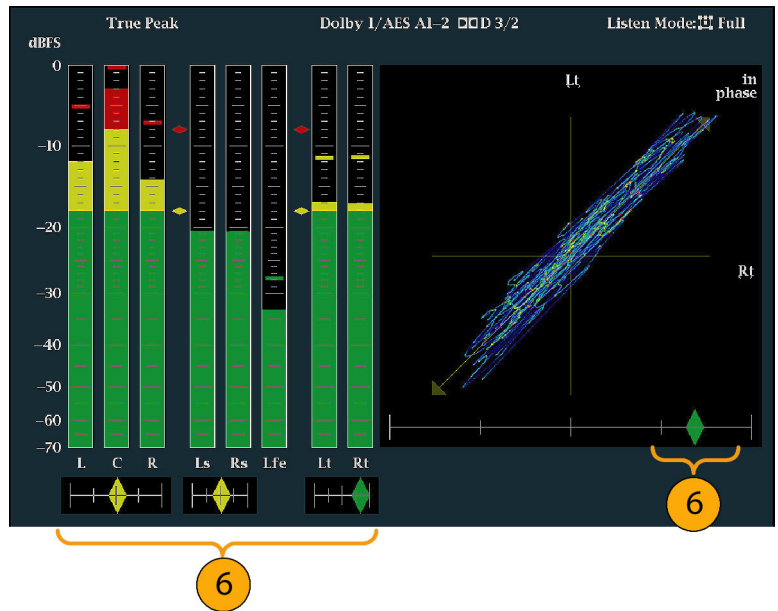 True Peak
Dolby 1/AES A1-2 DDD 3/2
Listen Mode: Full
dBFS
0
-10
-20
-30
-40
-50
-60
-70
L C R Ls Rs Lfe Lt Rt
Lt
in
phase
Rt
6
6